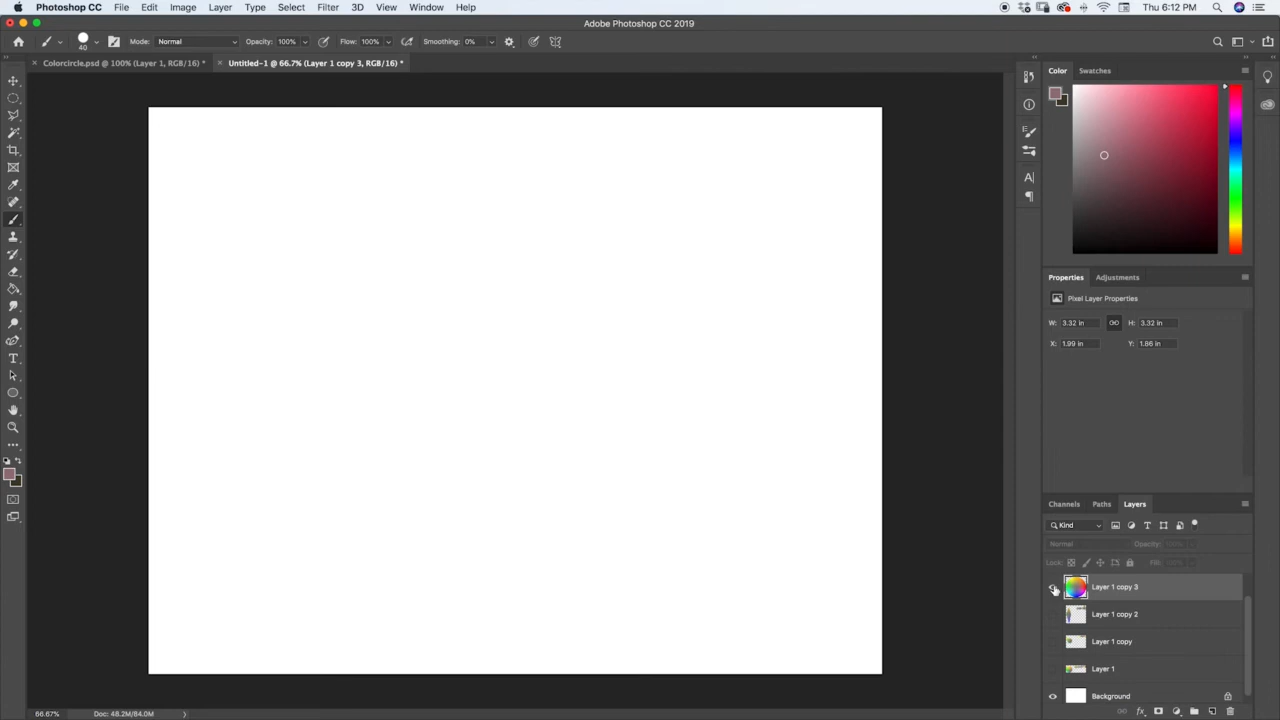 Photoshop CC File Edit Image Layer Type Select Filter 3D View Window Help Thu 6:12 PM
Adobe Photoshop CC 2019
40 Mode: Normal Opacity: 100% Flow: 100% Smoothing: 0%
× Colorcircle.psd @ 100% (Layer 1, RGB/16) * × Untitled-1 @ 66.7% (Layer 1 copy 3, RGB/16) *
Color Swatches
Properties Adjustments
Pixel Layer Properties
W: 3.32 in H: 3.32 in
X: 1.99 in Y: 1.86 in
Channels Paths Layers
Kind
Normal Opacity: 100%
Lock: Fill: 100%
Layer 1 copy 3
Layer 1 copy 2
Layer 1 copy
Layer 1
Background
66.67% Doc: 48.2M/84.0M